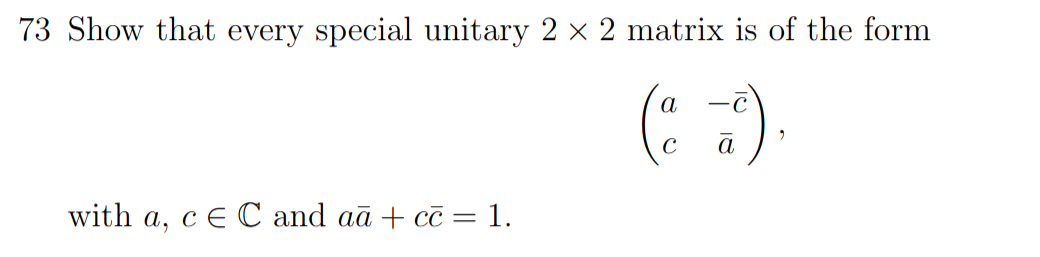 73 Show that every special unitary 2 × 2 matrix is of the form
( a  −c̄ )
( c  ā ) ,
with a, c ∈ ℂ and aā + cc̄ = 1.